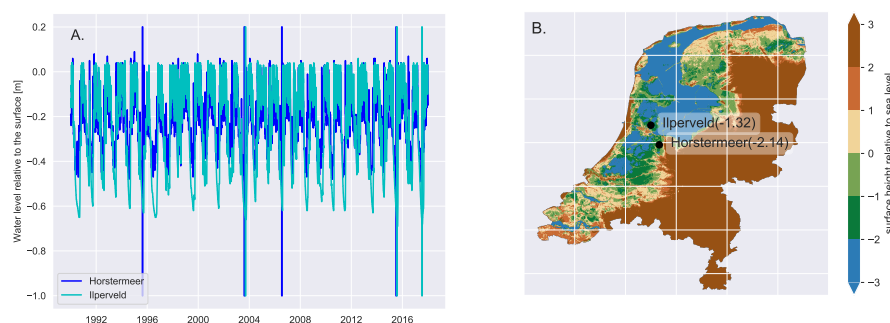 A.
Water level relative to the surface [m]
0.2
0.0
−0.2
−0.4
−0.6
−0.8
−1.0
Horstermeer
Ilperveld
1992 1996 2000 2004 2008 2012 2016
B.
Ilperveld(-1.32)
Horstermeer(-2.14)
3
2
1
0
−1
−2
−3
surface height relative to sea level